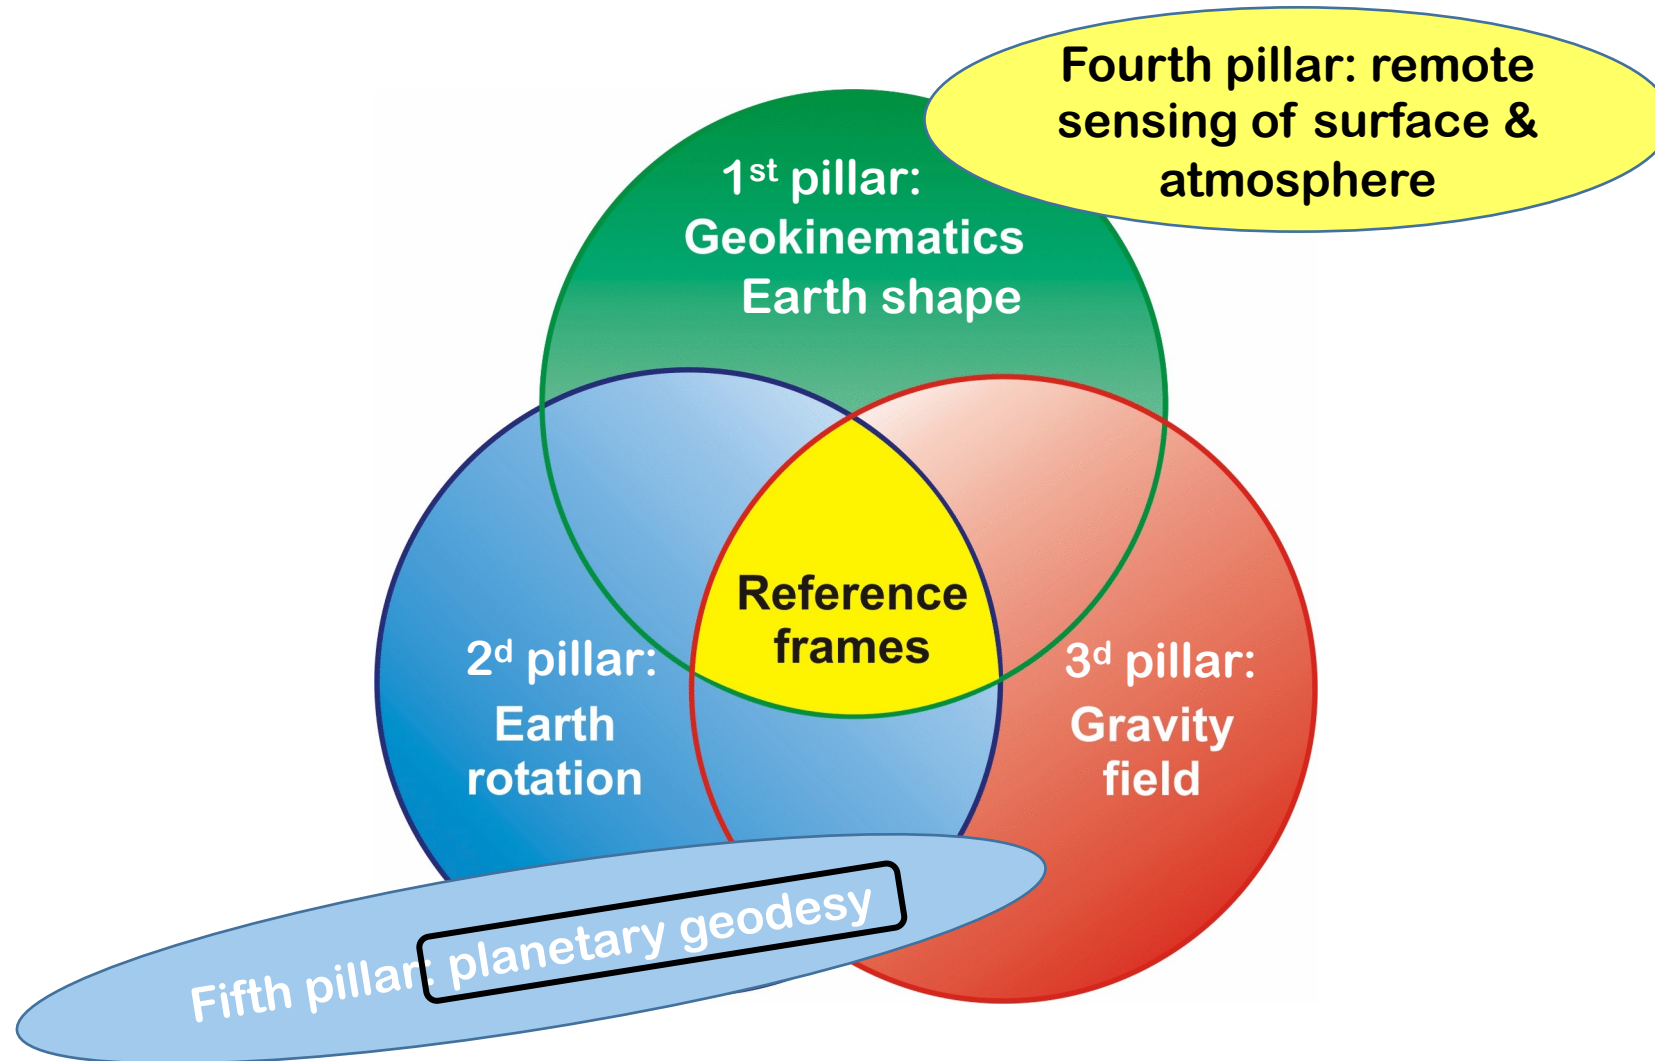 Fourth pillar: remote
sensing of surface &
atmosphere
1st pillar:
Geokinematics
Earth shape
Reference
frames
2d pillar:
Earth
rotation
3d pillar:
Gravity
field
Fifth pillar: planetary geodesy